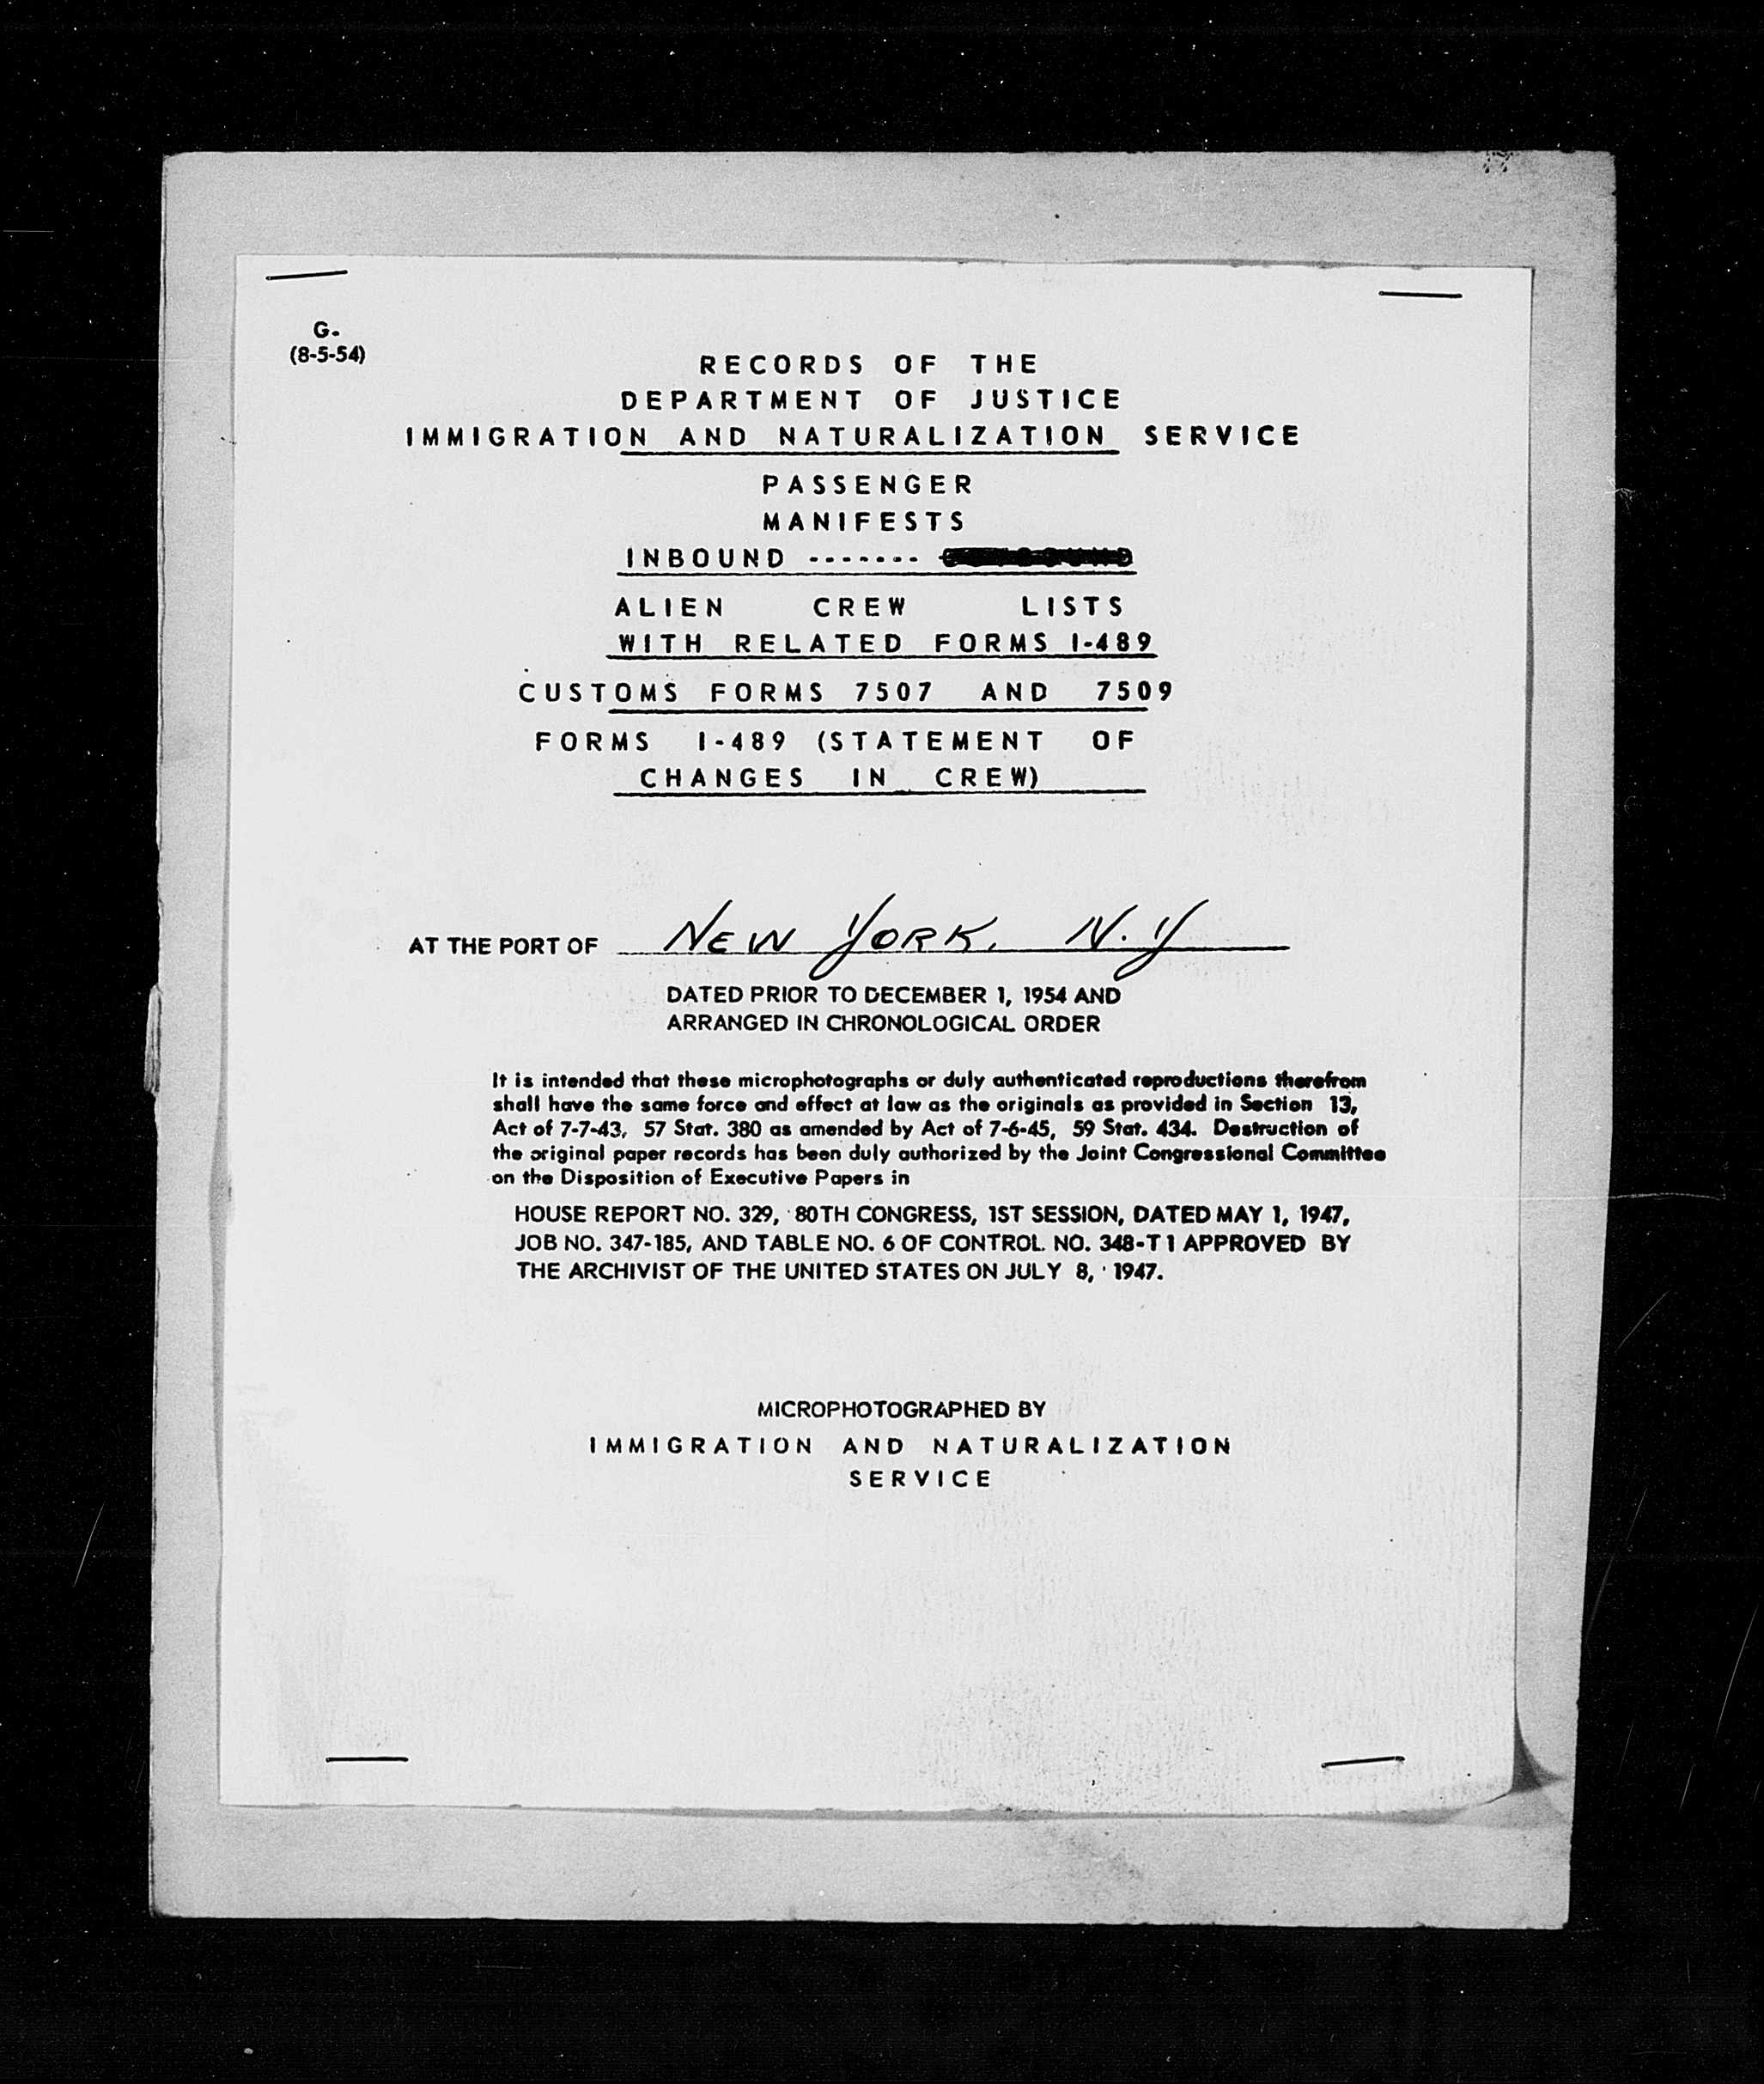 G-
(8-5-54)
RECORDS OF THE
DEPARTMENT OF JUSTICE
IMMIGRATION AND NATURALIZATION SERVICE
PASSENGER
MANIFESTS
INBOUND -------
ALIEN CREW LISTS
WITH RELATED FORMS I-489
CUSTOMS FORMS 7507 AND 7509
FORMS I-489 (STATEMENT OF
CHANGES IN CREW)
AT THE PORT OF NEW YORK, N.Y
DATED PRIOR TO DECEMBER 1, 1954 AND
ARRANGED IN CHRONOLOGICAL ORDER
It is intended that these microphotographs or duly authenticated reproductions therefrom
shall have the same force and effect at law as the originals as provided in Section 13,
Act of 7-7-43, 57 Stat. 380 as amended by Act of 7-6-45, 59 Stat. 434. Destruction of
the original paper records has been duly authorized by the Joint Congressional Committee
on the Disposition of Executive Papers in
HOUSE REPORT NO. 329, 80TH CONGRESS, 1ST SESSION, DATED MAY 1, 1947,
JOB NO. 347-185, AND TABLE NO. 6 OF CONTROL NO. 348-T1 APPROVED BY
THE ARCHIVIST OF THE UNITED STATES ON JULY 8, 1947.
MICROPHOTOGRAPHED BY
IMMIGRATION AND NATURALIZATION
SERVICE